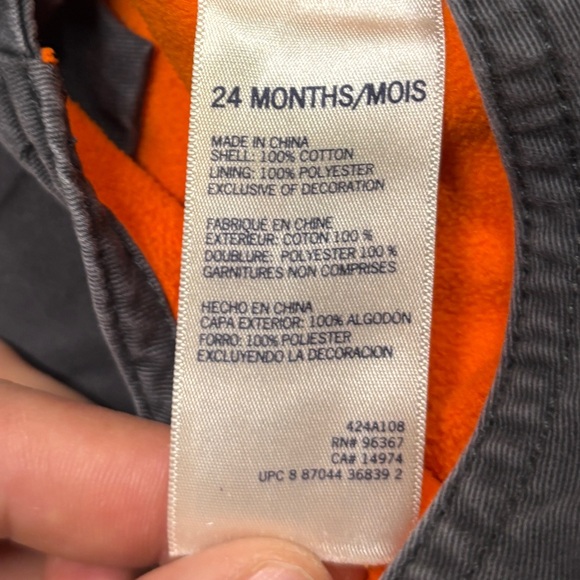 24 MONTHS/MOIS
MADE IN CHINA
SHELL: 100% COTTON
LINING: 100% POLYESTER
EXCLUSIVE OF DECORATION
FABRIQUE EN CHINE
EXTERIEUR: COTON 100 %
DOUBLURE: POLYESTER 100 %
GARNITURES NON COMPRISES
HECHO EN CHINA
CAPA EXTERIOR: 100% ALGODON
FORRO: 100% POLIESTER
EXCLUYENDO LA DECORACION
424A108
RN# 96367
CA# 14974
UPC 8 87044 36839 2